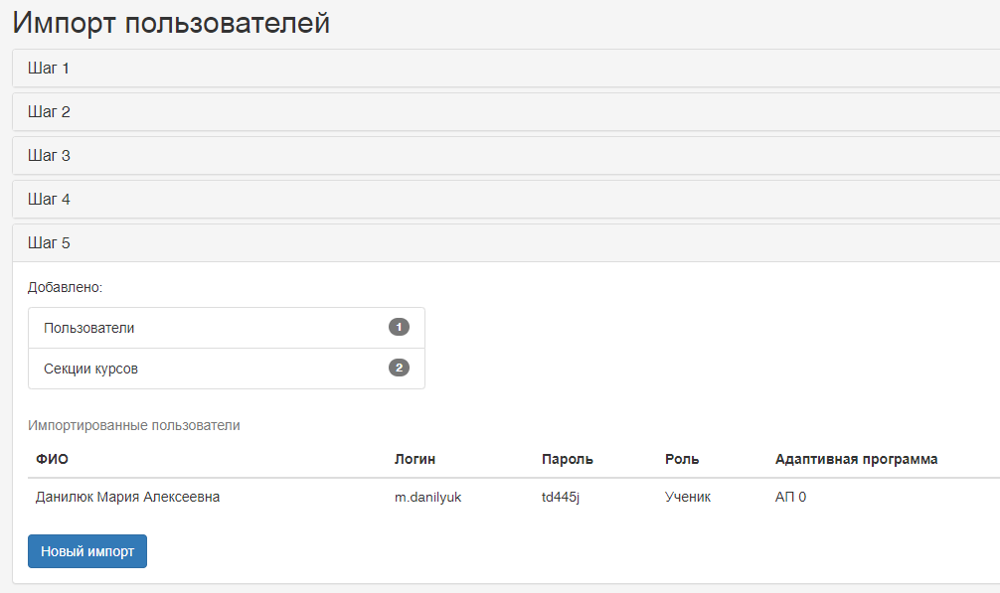 Импорт пользователей
Шаг 1
Шаг 2
Шаг 3
Шаг 4
Шаг 5
Добавлено:
Пользователи 1
Секции курсов 2
Импортированные пользователи
ФИО Логин Пароль Роль Адаптивная программа
Данилюк Мария Алексеевна m.danilyuk td445j Ученик АП 0
Новый импорт